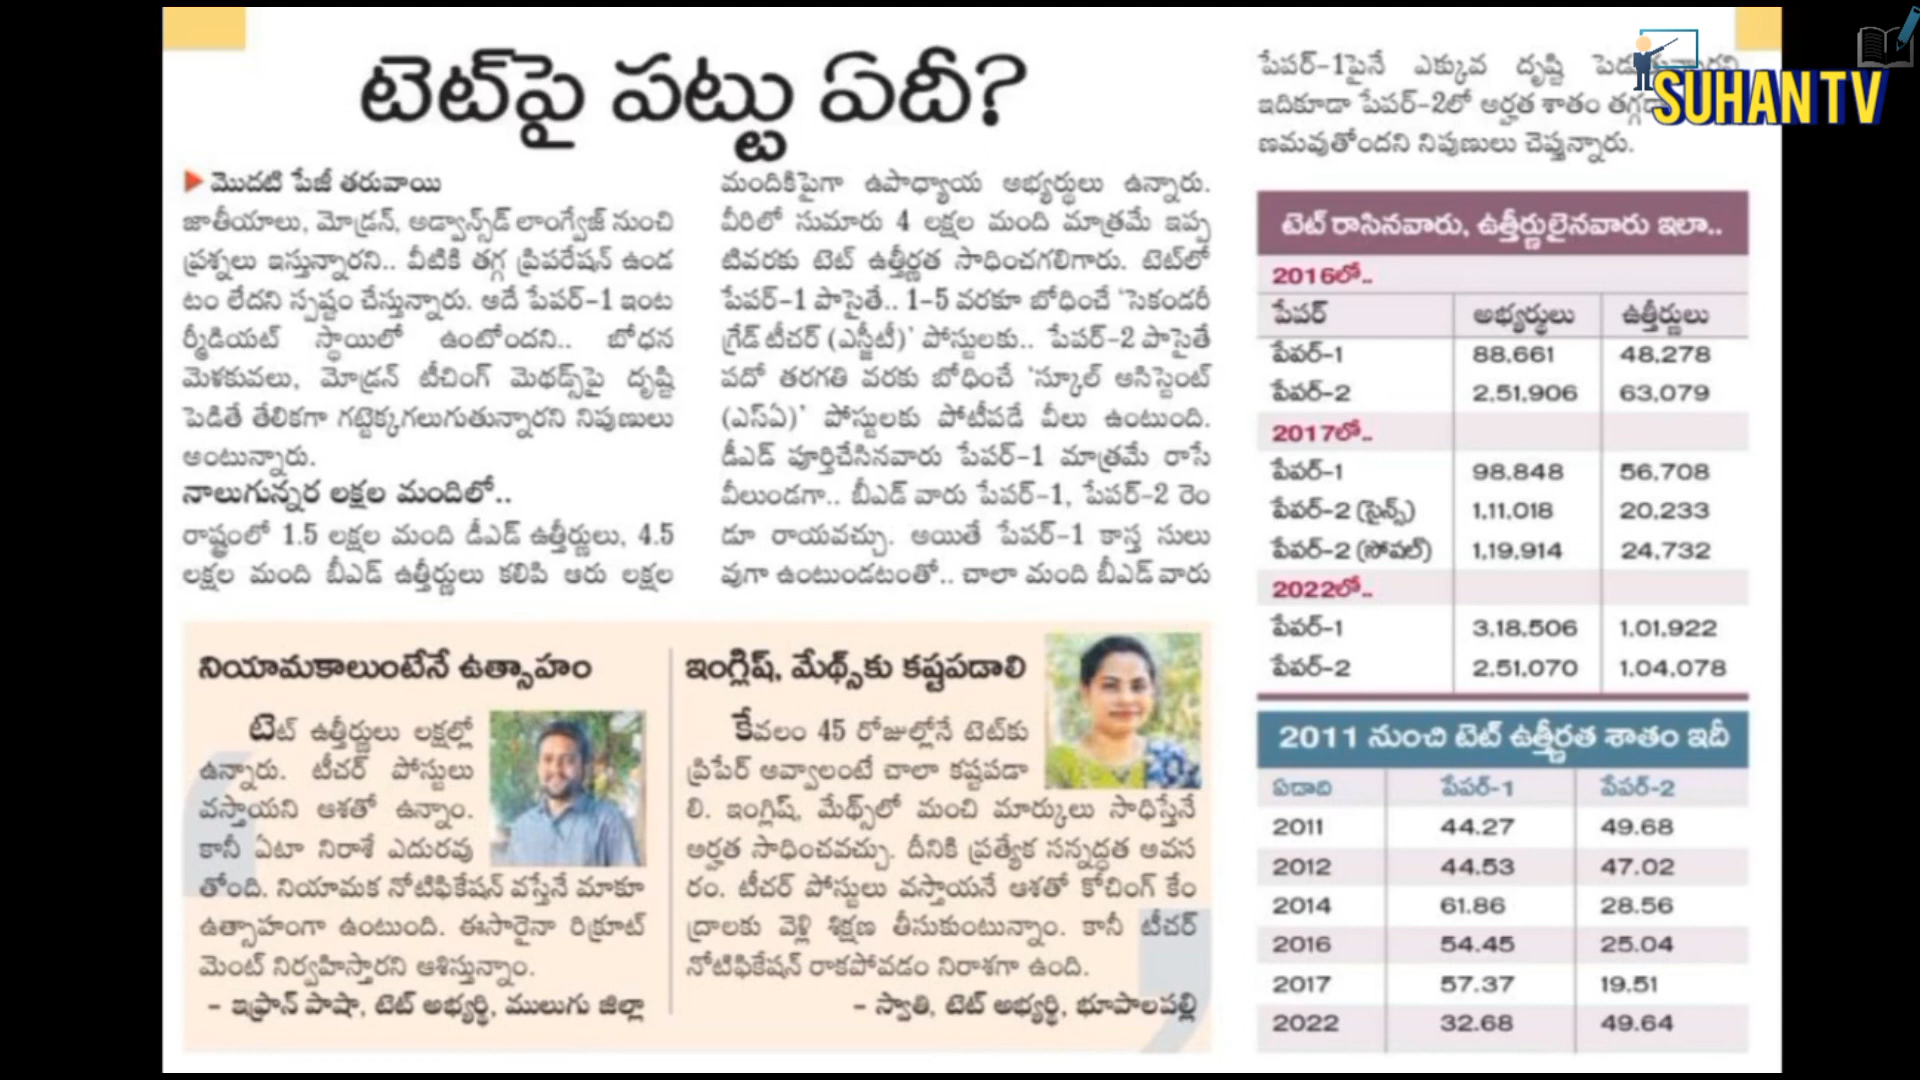 టెట్‌పై పట్టు ఏదీ?
▶ మొదటి పేజీ తరువాయి
జాతీయాలు, మోడ్రన్, అడ్వాన్స్‌డ్ లాంగ్వేజ్ నుంచి
ప్రశ్నలు ఇస్తున్నారని.. వీటికి తగ్గ ప్రిపరేషన్ ఉండ
టం లేదని స్పష్టం చేస్తున్నారు. అదే పేపర్-1 ఇంట
ర్మీడియట్ స్థాయిలో ఉంటోందని.. బోధన
మెళకువలు, మోడ్రన్ టీచింగ్ మెథడ్స్‌పై దృష్టి
పెడితే తేలికగా గట్టెక్కగలుగుతున్నారని నిపుణులు
అంటున్నారు.
నాలుగున్నర లక్షల మందిలో..
రాష్ట్రంలో 1.5 లక్షల మంది డీఎడ్ ఉత్తీర్ణులు, 4.5
లక్షల మంది బీఎడ్ ఉత్తీర్ణులు కలిపి ఆరు లక్షల
మందికిపైగా ఉపాధ్యాయ అభ్యర్థులు ఉన్నారు.
వీరిలో సుమారు 4 లక్షల మంది మాత్రమే ఇప్ప
టివరకు టెట్ ఉత్తీర్ణత సాధించగలిగారు. టెట్‌లో
పేపర్-1 పాసైతే.. 1-5 వరకూ బోధించే 'సెకండరీ
గ్రేడ్ టీచర్ (ఎస్జీటీ)' పోస్టులకు.. పేపర్-2 పాసైతే
పదో తరగతి వరకు బోధించే 'స్కూల్ అసిస్టెంట్
(ఎస్ఏ)' పోస్టులకు పోటీపడే వీలు ఉంటుంది.
డీఎడ్ పూర్తిచేసినవారు పేపర్-1 మాత్రమే రాసే
వీలుండగా.. బీఎడ్ వారు పేపర్-1, పేపర్-2 రెం
డూ రాయవచ్చు. అయితే పేపర్-1 కాస్త సులు
వుగా ఉంటుండటంతో.. చాలా మంది బీఎడ్ వారు
పేపర్-1పైనే ఎక్కువ దృష్టి
ఇదికూడా పేపర్-2లో అర్హత శాతం
ణమవుతోందని నిపుణులు చెప్తున్నారు.
SUHAN TV
టెట్ రాసినవారు, ఉత్తీర్ణులైనవారు ఇలా..
2016లో..
పేపర్ అభ్యర్థులు ఉత్తీర్ణులు
పేపర్-1 88,661 48,278
పేపర్-2 2,51,906 63,079
2017లో..
పేపర్-1 98,848 56,708
పేపర్-2 (సైన్స్) 1,11,018 20,233
పేపర్-2 (సోషల్) 1,19,914 24,732
2022లో..
పేపర్-1 3,18,506 1,01,922
పేపర్-2 2,51,070 1,04,078
2011 నుంచి టెట్ ఉత్తీర్ణత శాతం ఇదీ
ఏడాది పేపర్-1 పేపర్-2
2011 44.27 49.68
2012 44.53 47.02
2014 61.86 28.56
2016 54.45 25.04
2017 57.37 19.51
2022 32.68 49.64
నియామకాలుంటేనే ఉత్సాహం
టెట్ ఉత్తీర్ణులు లక్షల్లో
ఉన్నారు. టీచర్ పోస్టులు
వస్తాయని ఆశతో ఉన్నాం.
కానీ ఏటా నిరాశే ఎదురవు
తోంది. నియామక నోటిఫికేషన్ వస్తేనే మాకూ
ఉత్సాహంగా ఉంటుంది. ఈసారైనా రిక్రూట్
మెంట్ నిర్వహిస్తారని ఆశిస్తున్నాం.
– ఇఫ్రాన్ పాషా, టెట్ అభ్యర్థి, ములుగు జిల్లా
ఇంగ్లిష్, మేథ్స్‌కు కష్టపడాలి
కేవలం 45 రోజుల్లోనే టెట్‌కు
ప్రిపేర్ అవ్వాలంటే చాలా కష్టపడా
లి. ఇంగ్లిష్, మేథ్స్‌లో మంచి మార్కులు సాధిస్తేనే
అర్హత సాధించవచ్చు. దీనికి ప్రత్యేక సన్నద్ధత అవస
రం. టీచర్ పోస్టులు వస్తాయనే ఆశతో కోచింగ్ కేం
ద్రాలకు వెళ్లి శిక్షణ తీసుకుంటున్నాం. కానీ టీచర్
నోటిఫికేషన్ రాకపోవడం నిరాశగా ఉంది.
– స్వాతి, టెట్ అభ్యర్థి, భూపాలపల్లి